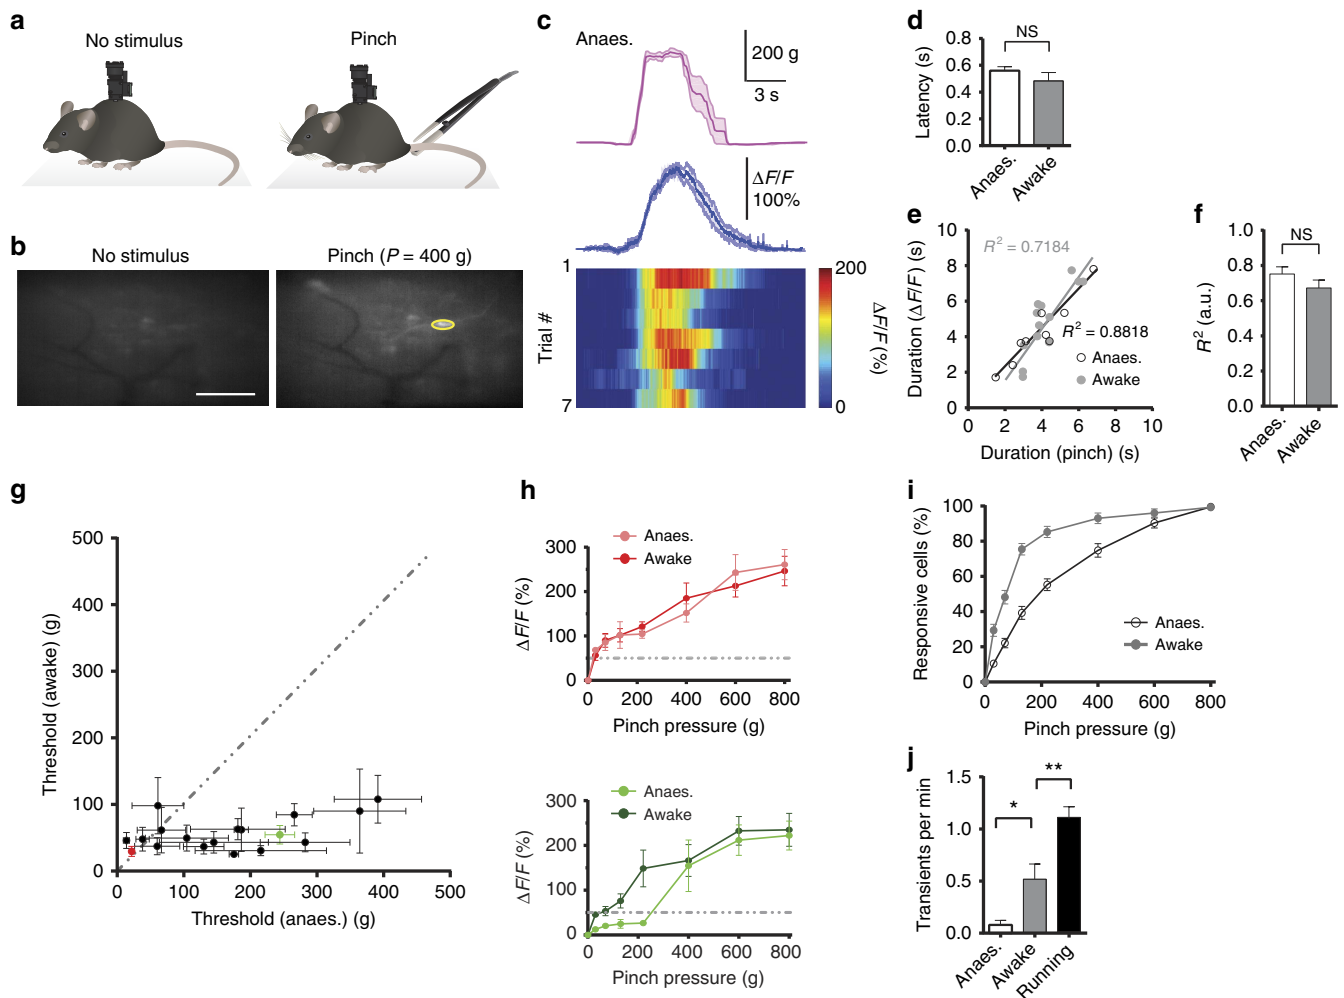 a
No stimulus
Pinch
b
No stimulus
Pinch (P = 400 g)
c
Anaes.
200 g
3 s
ΔF/F
100%
1
Trial #
7
200
ΔF/F (%)
0
d
NS
Latency (s)
0.8
0.6
0.4
0.2
0.0
Anaes.
Awake
e
Duration (ΔF/F) (s)
10
8
6
4
2
0
R² = 0.7184
R² = 0.8818
Anaes.
Awake
0
2
4
6
8
10
Duration (pinch) (s)
f
NS
R² (a.u.)
1.0
0.8
0.6
0.4
0.2
0.0
Anaes.
Awake
g
Threshold (awake) (g)
500
400
300
200
100
0
0
100
200
300
400
500
Threshold (anaes.) (g)
h
Anaes.
Awake
ΔF/F (%)
300
200
100
0
0
200
400
600
800
Pinch pressure (g)
Anaes.
Awake
ΔF/F (%)
300
200
100
0
0
200
400
600
800
Pinch pressure (g)
i
Responsive cells (%)
100
80
60
40
20
0
Anaes.
Awake
0
200
400
600
800
Pinch pressure (g)
j
Transients per min
1.5
1.0
0.5
0.0
*
**
Anaes.
Awake
Running